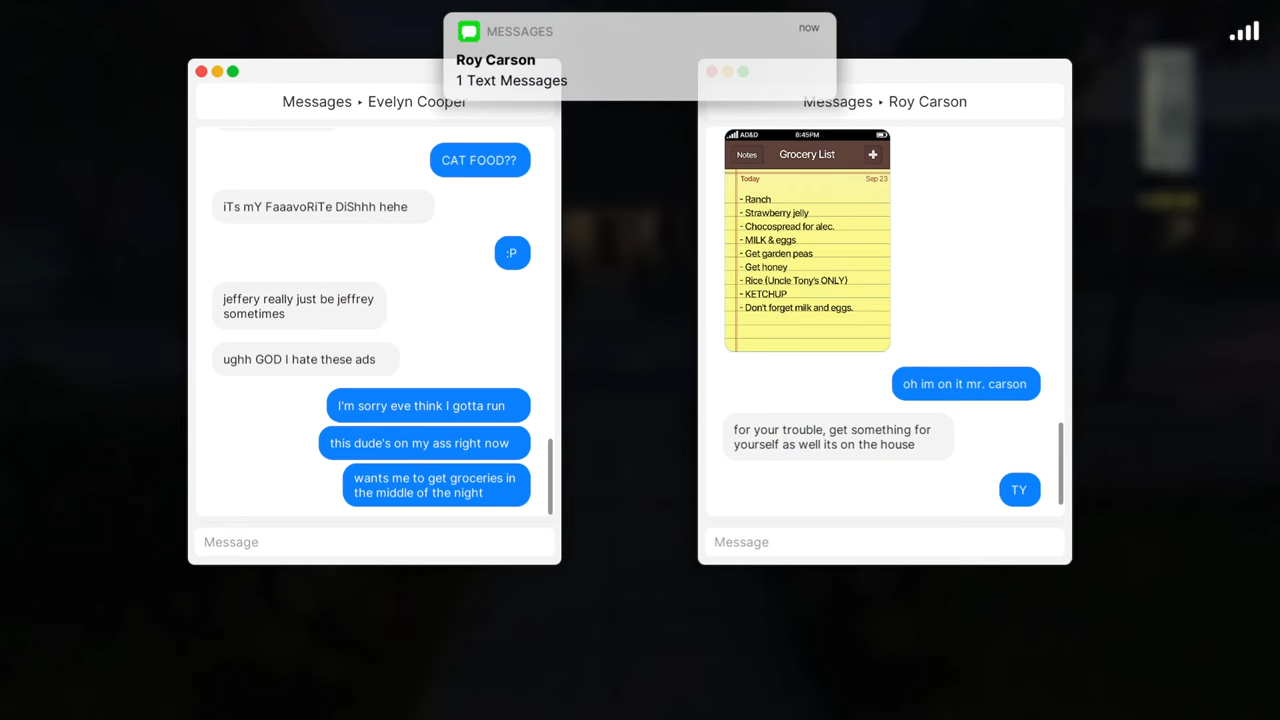 MESSAGES
now
Roy Carson
1 Text Messages
Messages ▸ Evelyn Cooper
CAT FOOD??
iTs mY FaaavoRiTe DiShhh hehe
:P
jeffery really just be jeffrey
sometimes
ughh GOD I hate these ads
I'm sorry eve think I gotta run
this dude's on my ass right now
wants me to get groceries in
the middle of the night
Message
Messages ▸ Roy Carson
AD&D
8:45PM
Notes
Grocery List
+
Today
Sep 23
- Ranch
- Strawberry jelly
- Chocospread for alec.
- MILK & eggs
- Get garden peas
- Get honey
- Rice (Uncle Tony's ONLY)
- KETCHUP
- Don't forget milk and eggs.
oh im on it mr. carson
for your trouble, get something for
yourself as well its on the house
TY
Message